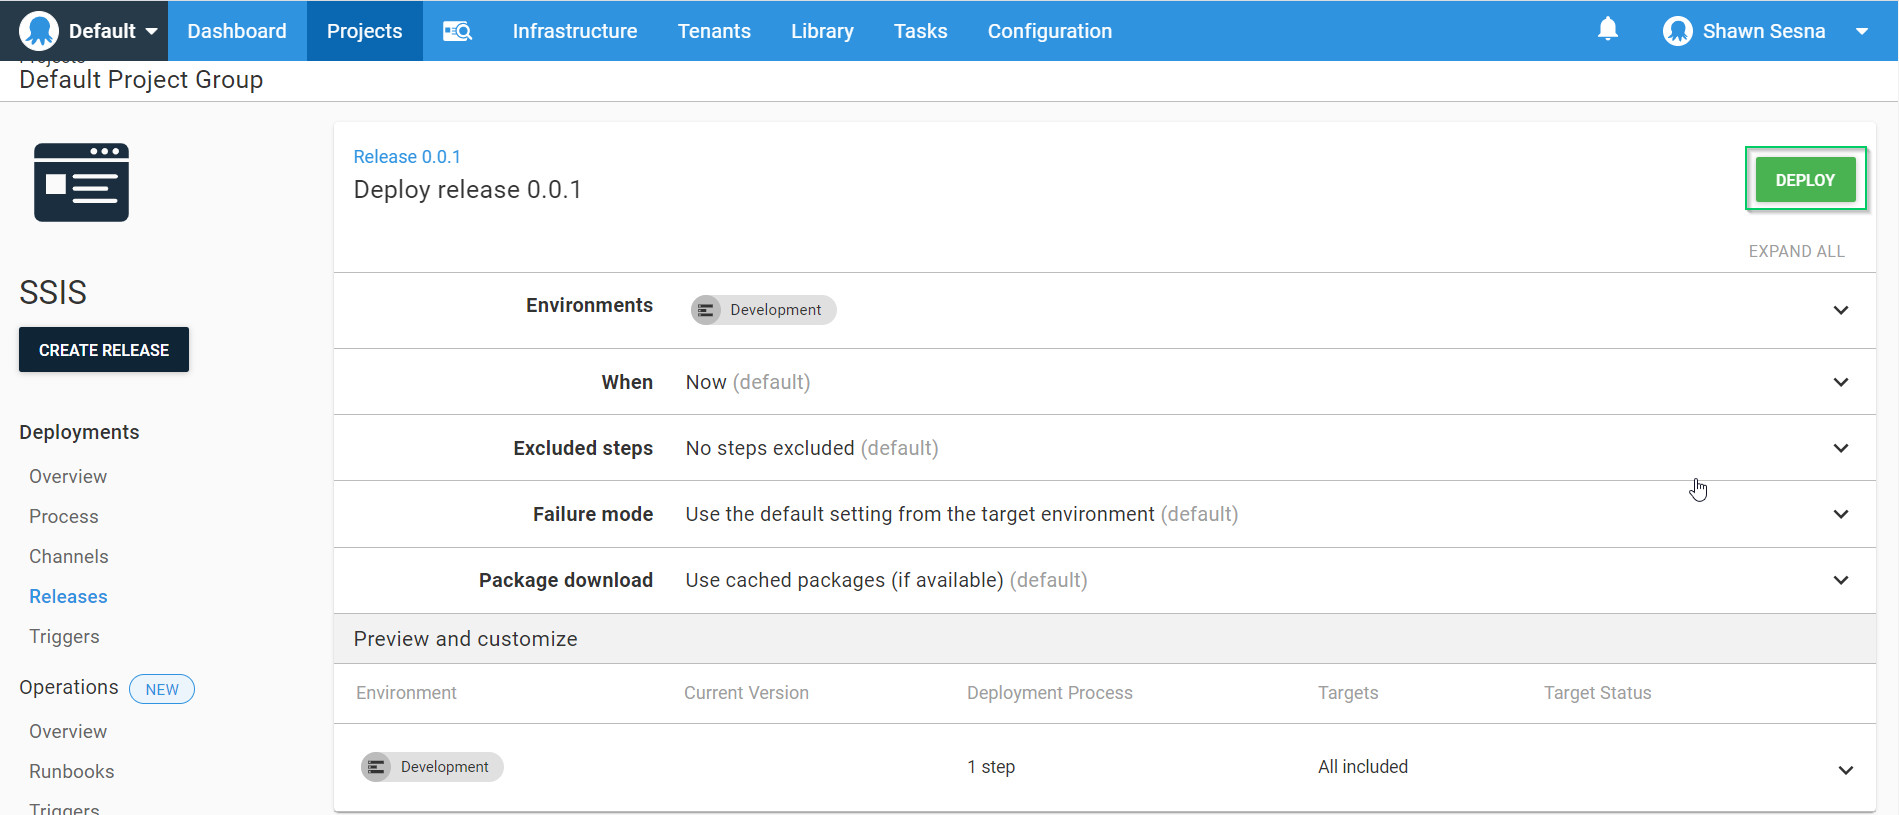 Default
Dashboard
Projects
Infrastructure
Tenants
Library
Tasks
Configuration
Shawn Sesna
Projects
Default Project Group
SSIS
CREATE RELEASE
Deployments
Overview
Process
Channels
Releases
Triggers
Operations NEW
Overview
Runbooks
Triggers
Release 0.0.1
Deploy release 0.0.1
DEPLOY
EXPAND ALL
Environments Development
When Now (default)
Excluded steps No steps excluded (default)
Failure mode Use the default setting from the target environment (default)
Package download Use cached packages (if available) (default)
Preview and customize
Environment Current Version Deployment Process Targets Target Status
Development 1 step All included